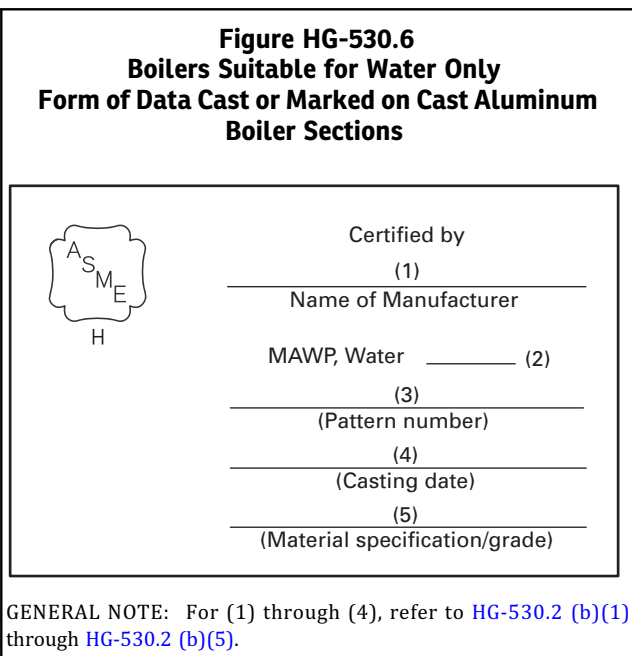 Figure HG-530.6
Boilers Suitable for Water Only
Form of Data Cast or Marked on Cast Aluminum
Boiler Sections
ASME
H
Certified by
(1)
Name of Manufacturer
MAWP, Water ________ (2)
(3)
(Pattern number)
(4)
(Casting date)
(5)
(Material specification/grade)
GENERAL NOTE: For (1) through (4), refer to HG-530.2 (b)(1)
through HG-530.2 (b)(5).